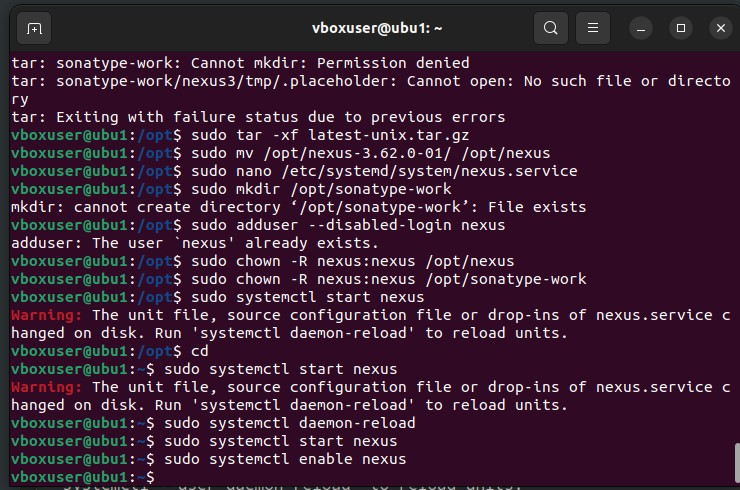 vboxuser@ubu1: ~
tar: sonatype-work: Cannot mkdir: Permission denied
tar: sonatype-work/nexus3/tmp/.placeholder: Cannot open: No such file or directo
ry
tar: Exiting with failure status due to previous errors
vboxuser@ubu1:/opt$ sudo tar -xf latest-unix.tar.gz
vboxuser@ubu1:/opt$ sudo mv /opt/nexus-3.62.0-01/ /opt/nexus
vboxuser@ubu1:/opt$ sudo nano /etc/systemd/system/nexus.service
vboxuser@ubu1:/opt$ sudo mkdir /opt/sonatype-work
mkdir: cannot create directory ‘/opt/sonatype-work’: File exists
vboxuser@ubu1:/opt$ sudo adduser --disabled-login nexus
adduser: The user `nexus' already exists.
vboxuser@ubu1:/opt$ sudo chown -R nexus:nexus /opt/nexus
vboxuser@ubu1:/opt$ sudo chown -R nexus:nexus /opt/sonatype-work
vboxuser@ubu1:/opt$ sudo systemctl start nexus
Warning: The unit file, source configuration file or drop-ins of nexus.service c
hanged on disk. Run 'systemctl daemon-reload' to reload units.
vboxuser@ubu1:/opt$ cd
vboxuser@ubu1:~$ sudo systemctl start nexus
Warning: The unit file, source configuration file or drop-ins of nexus.service c
hanged on disk. Run 'systemctl daemon-reload' to reload units.
vboxuser@ubu1:~$ sudo systemctl daemon-reload
vboxuser@ubu1:~$ sudo systemctl start nexus
vboxuser@ubu1:~$ sudo systemctl enable nexus
vboxuser@ubu1:~$